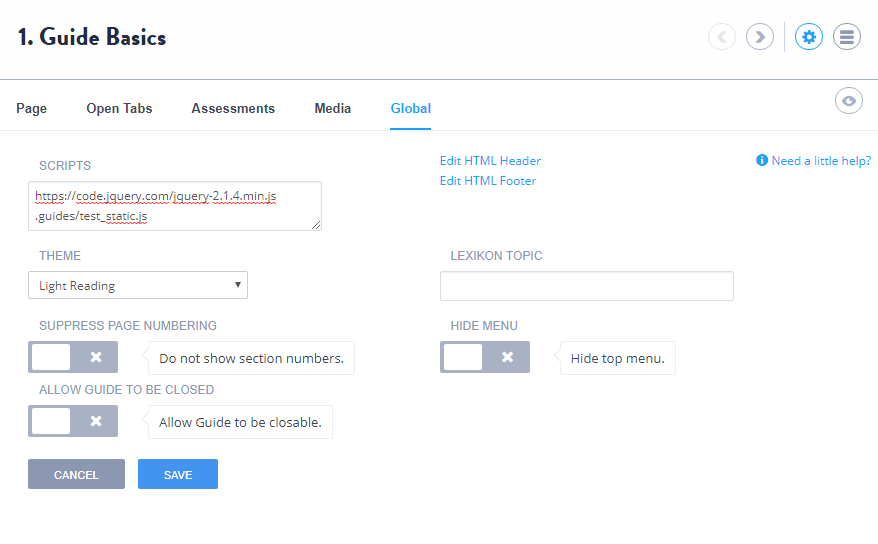 1. Guide Basics
Page Open Tabs Assessments Media Global
SCRIPTS
https://code.jquery.com/jquery-2.1.4.min.js
.guides/test_static.js
Edit HTML Header
Edit HTML Footer
Need a little help?
THEME
Light Reading
LEXIKON TOPIC
SUPPRESS PAGE NUMBERING
Do not show section numbers.
HIDE MENU
Hide top menu.
ALLOW GUIDE TO BE CLOSED
Allow Guide to be closable.
CANCEL SAVE